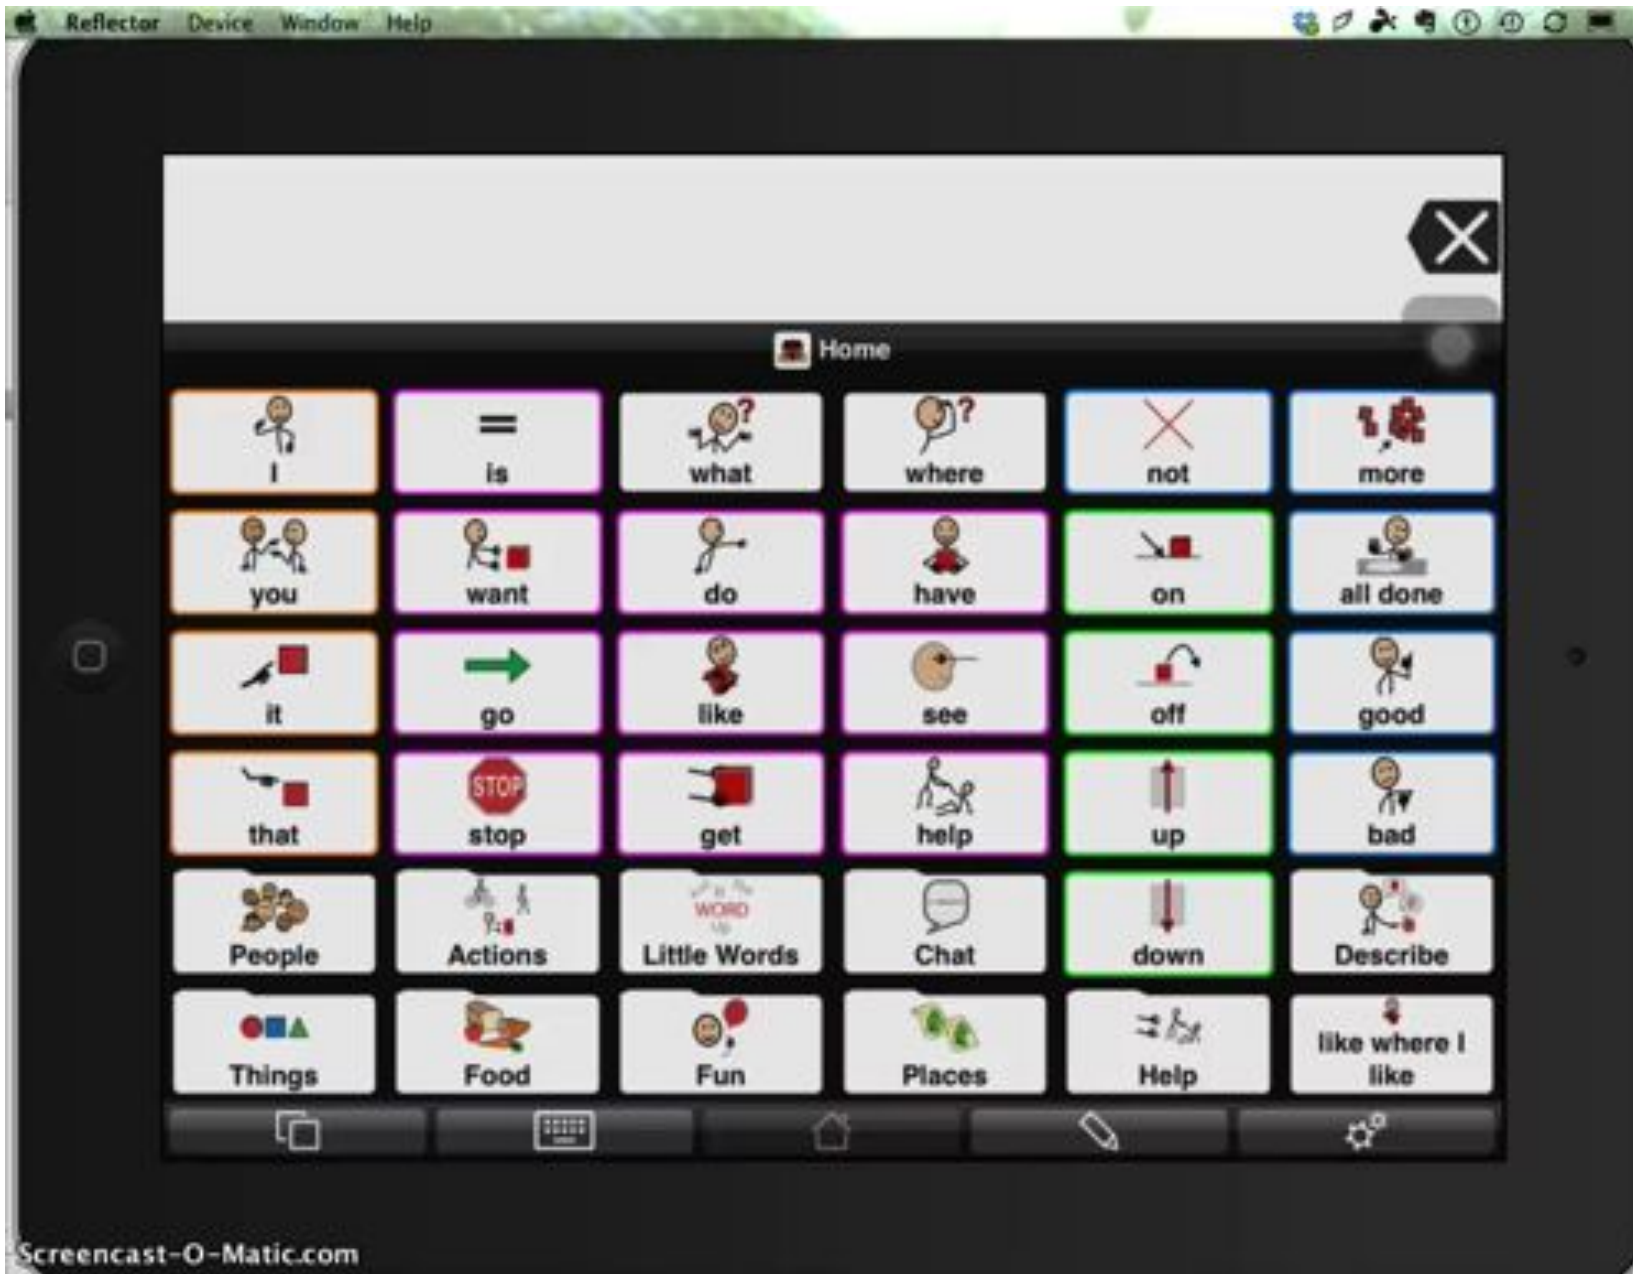 Reflector Device Window Help
Home
I is what where not more
you want do have on all done
it go like see off good
STOP
that stop get help up bad
WORD
People Actions Little Words Chat down Describe
Things Food Fun Places Help like where I like
Screencast-O-Matic.com